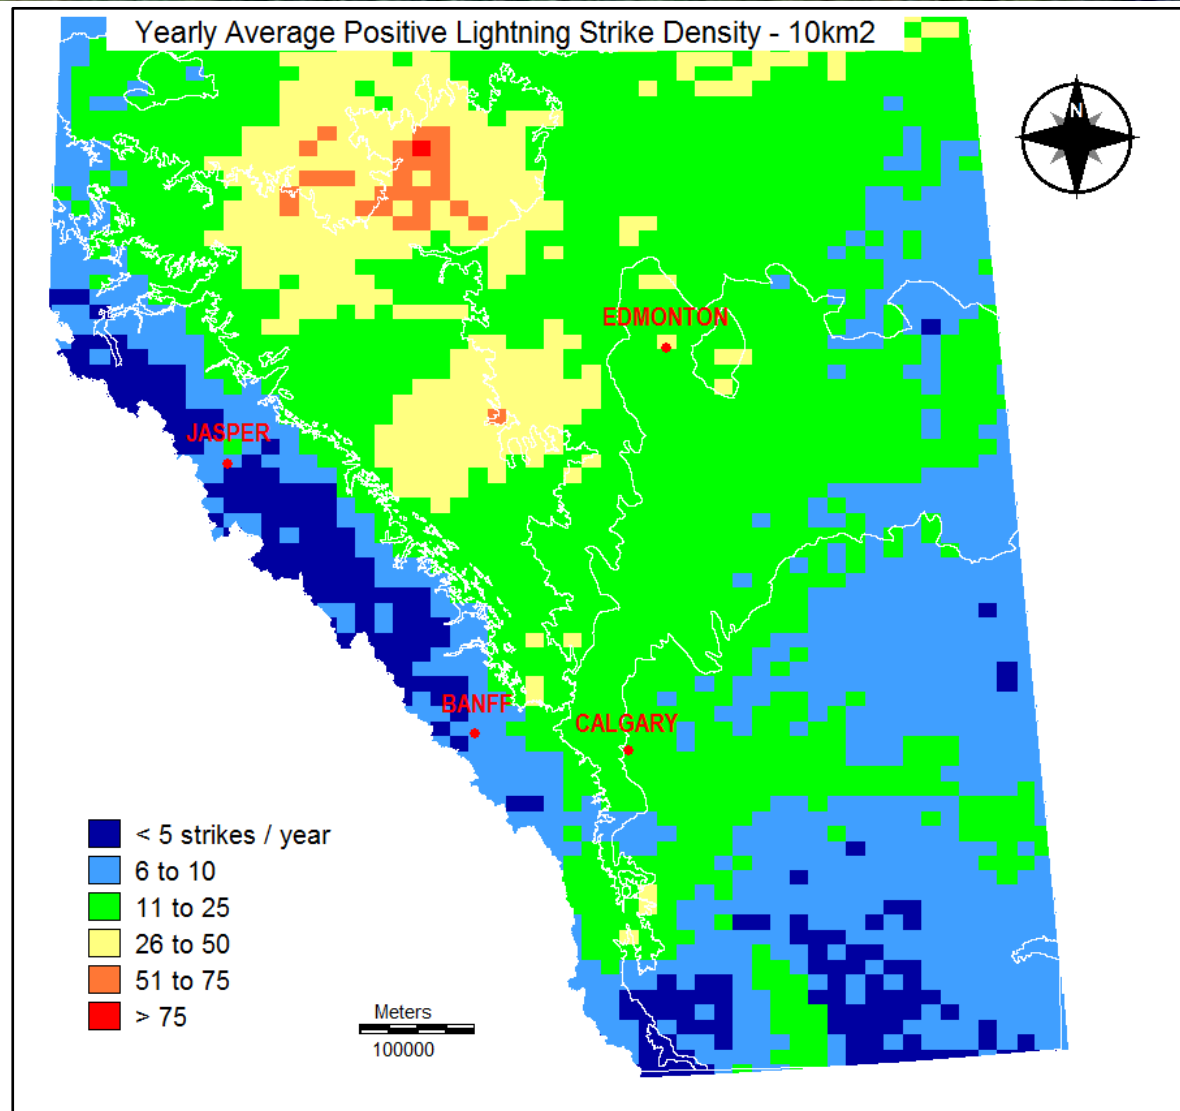 Yearly Average Positive Lightning Strike Density - 10km2
N
EDMONTON
JASPER
BANFF
CALGARY
< 5 strikes / year
6 to 10
11 to 25
26 to 50
51 to 75
> 75
Meters
100000